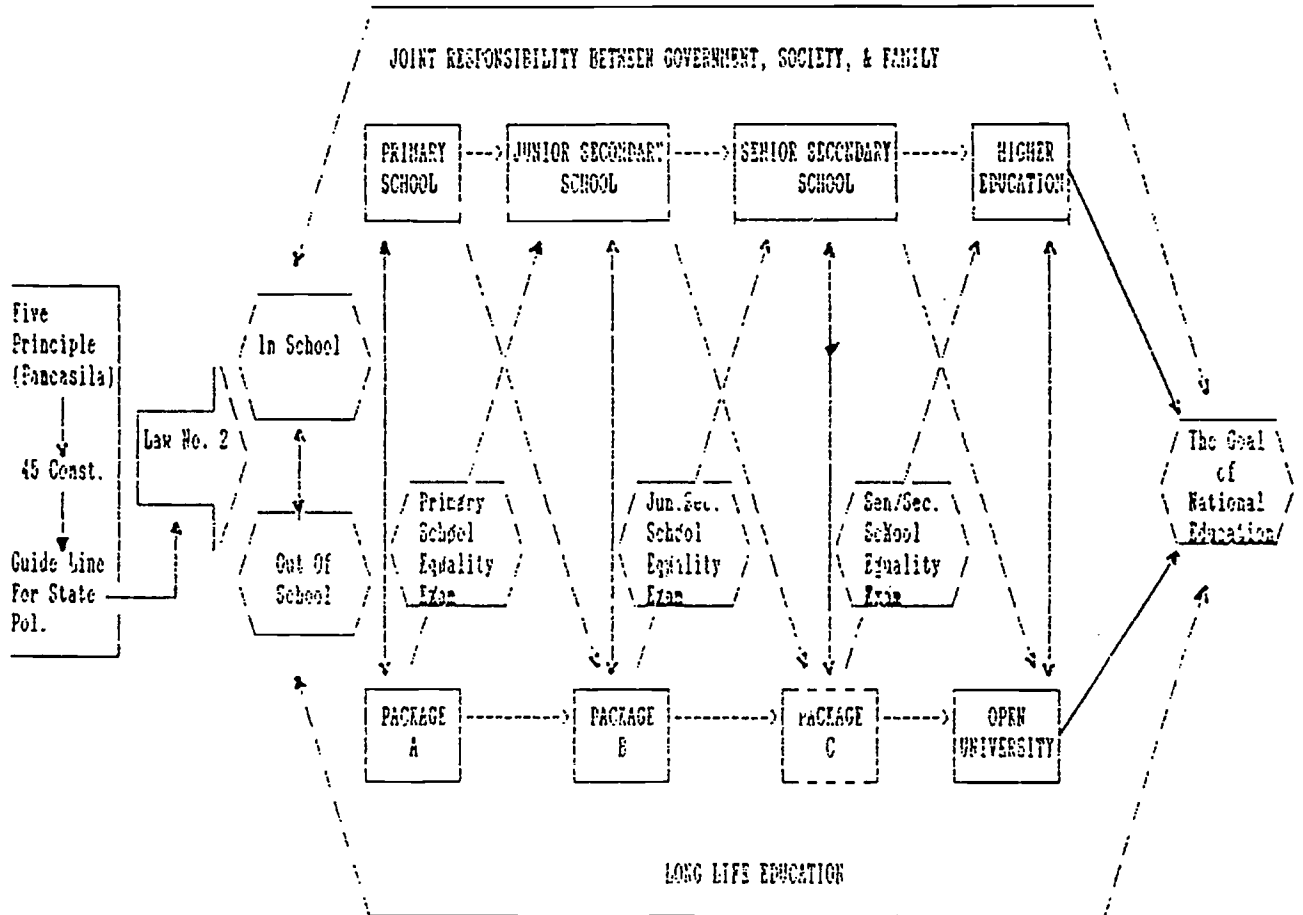 JOINT RESPONSIBILITY BETWEEN GOVERNMENT, SOCIETY, & FAMILY
PRIMARY
SCHOOL
JUNIOR SECONDARY
SCHOOL
SENIOR SECONDARY
SCHOOL
HIGHER
EDUCATION
Five
Principle
(Pancasila)
45 Const.
Guide Line
For State
Pol.
Law No. 2
In School
Out Of
School
Primary
School
Equality
Exam
Jun.Sec.
School
Equality
Exam
Sen/Sec.
School
Equality
Exam
The Goal
of
National
Education
PACKAGE
A
PACKAGE
B
PACKAGE
C
OPEN
UNIVERSITY
LONG LIFE EDUCATION